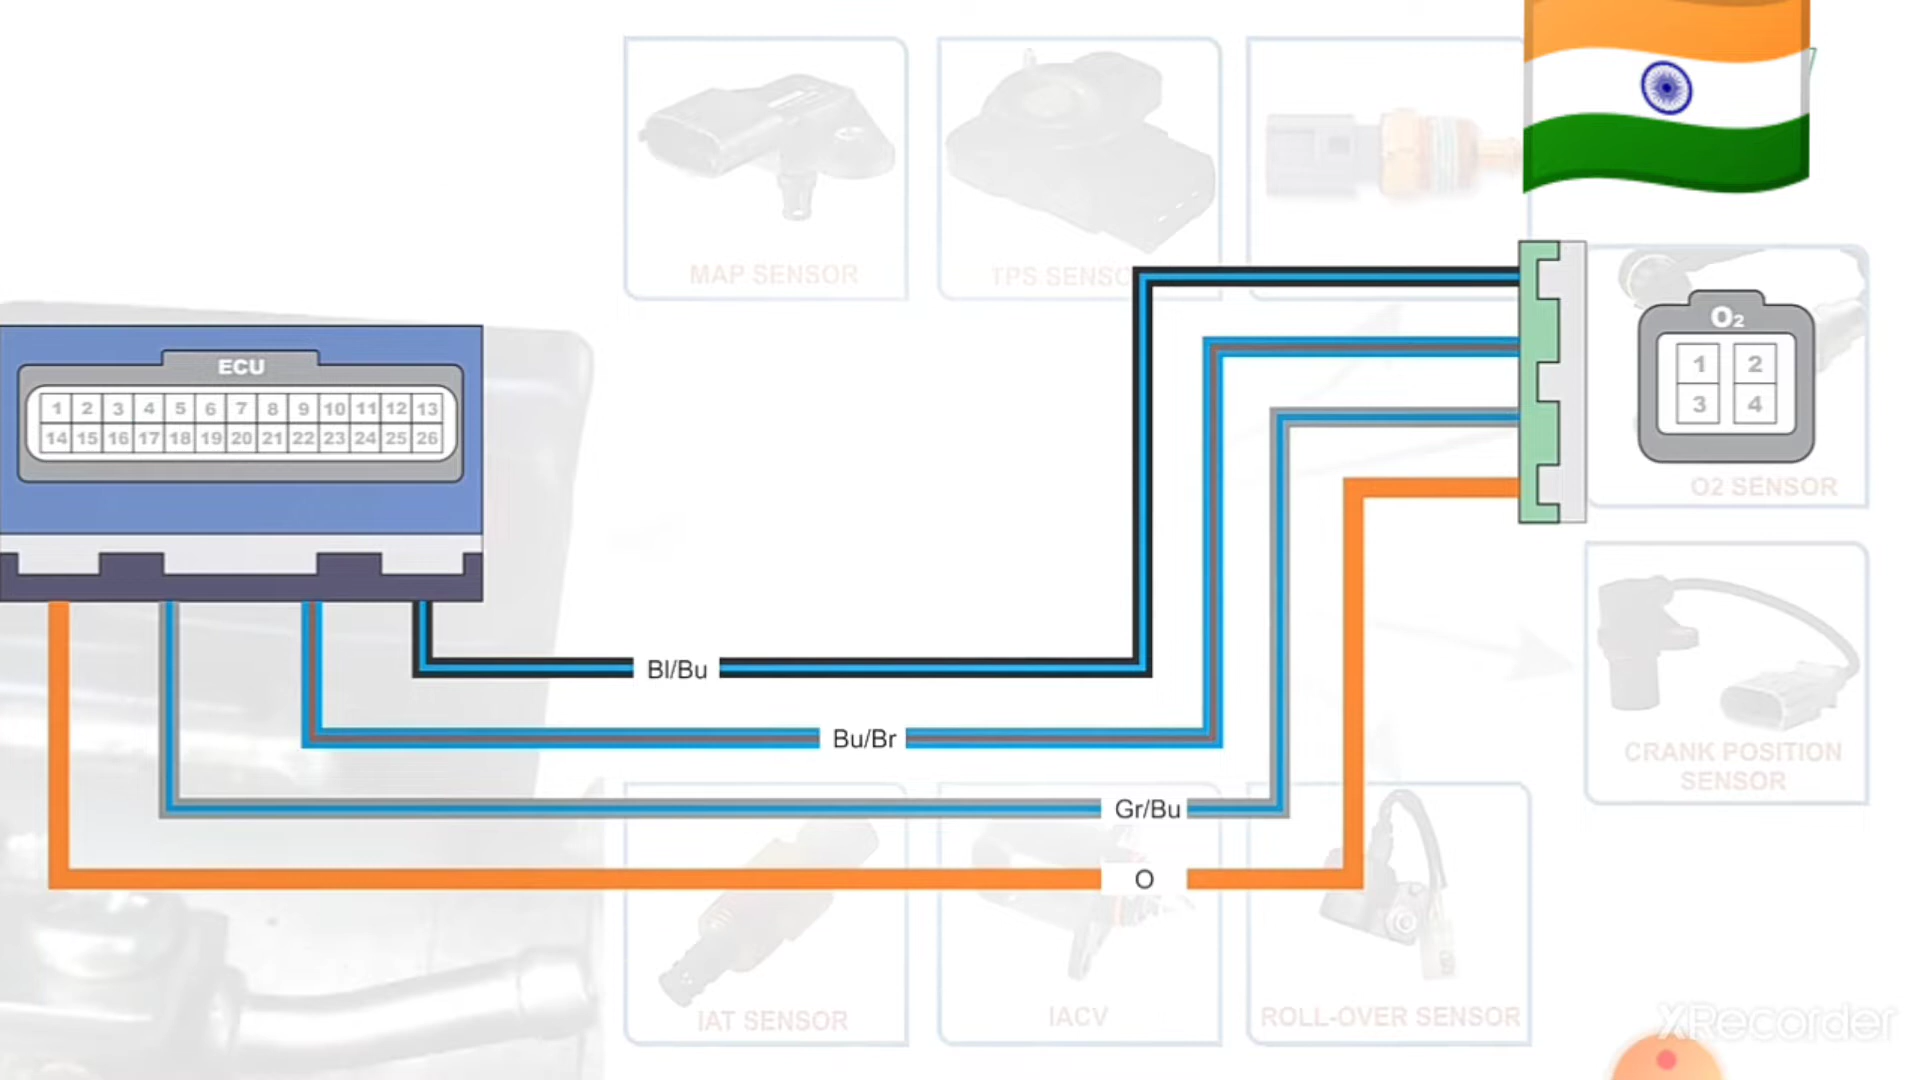 MAP SENSOR
TPS SENSO
ECU
1 2 3 4 5 6 7 8 9 10 11 12 13
14 15 16 17 18 19 20 21 22 23 24 25 26
O₂
1 2
3 4
O2 SENSOR
Bl/Bu
Bu/Br
Gr/Bu
O
CRANK POSITION
SENSOR
IAT SENSOR
IACV
ROLL-OVER SENSOR
XRecorder